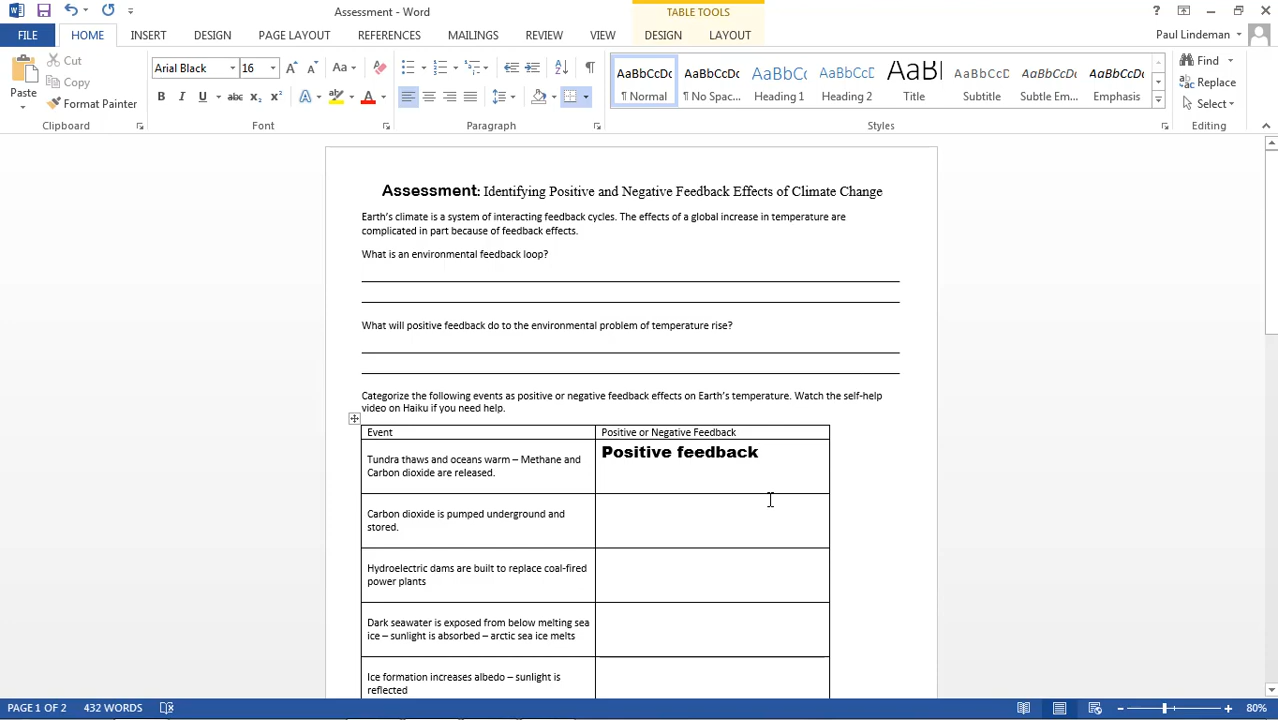 Assessment - Word
TABLE TOOLS
Paul Lindeman
FILE HOME INSERT DESIGN PAGE LAYOUT REFERENCES MAILINGS REVIEW VIEW DESIGN LAYOUT
Paste
Cut
Copy
Format Painter
Clipboard
Arial Black 16
Font
Paragraph
AaBbCcDc ¶ Normal
AaBbCcDc ¶ No Spac...
AaBbCc Heading 1
AaBbCcD Heading 2
AaBl Title
AaBbCcD Subtitle
AaBbCcDc Subtle Em...
AaBbCcDc Emphasis
Styles
Find
Replace
Select
Editing
Assessment: Identifying Positive and Negative Feedback Effects of Climate Change
Earth's climate is a system of interacting feedback cycles. The effects of a global increase in temperature are
complicated in part because of feedback effects.
What is an environmental feedback loop?
What will positive feedback do to the environmental problem of temperature rise?
Categorize the following events as positive or negative feedback effects on Earth's temperature. Watch the self-help
video on Haiku if you need help.
Event
Positive or Negative Feedback
Tundra thaws and oceans warm – Methane and
Carbon dioxide are released.
Positive feedback
Carbon dioxide is pumped underground and
stored.
Hydroelectric dams are built to replace coal-fired
power plants
Dark seawater is exposed from below melting sea
ice – sunlight is absorbed – arctic sea ice melts
Ice formation increases albedo – sunlight is
reflected
PAGE 1 OF 2 432 WORDS 80%